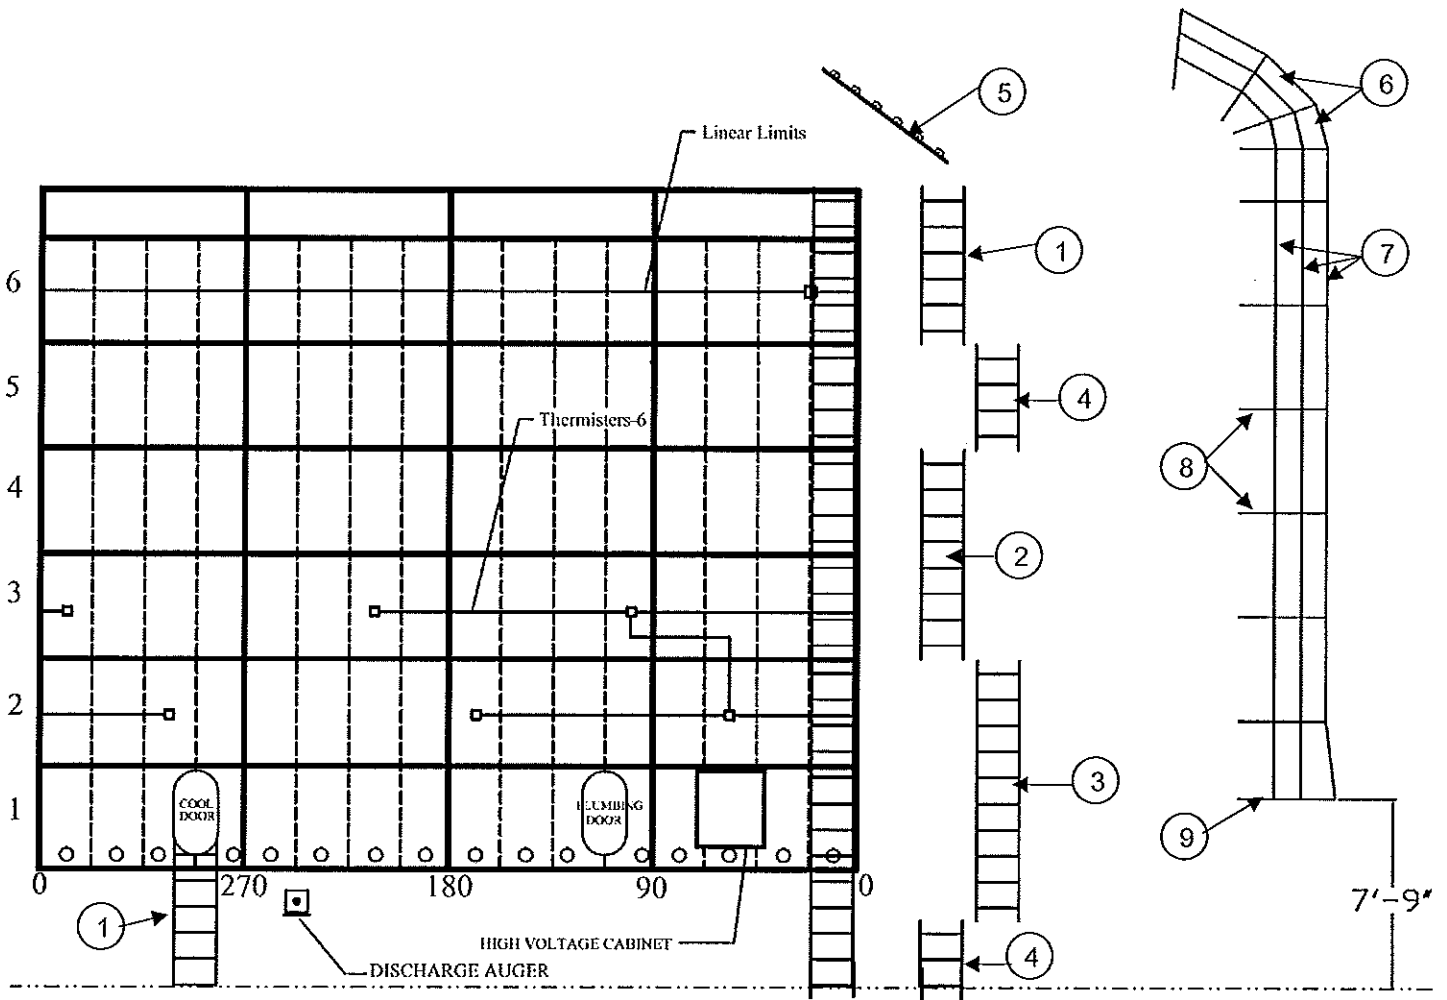 6
5
Linear Limits
7
6
1
5
Thermisters-6
4
4
8
2
3
2
3
COOL
DOOR
PLUMBING
DOOR
1
9
0
270
180
90
0
1
7'-9"
HIGH VOLTAGE CABINET
4
DISCHARGE AUGER